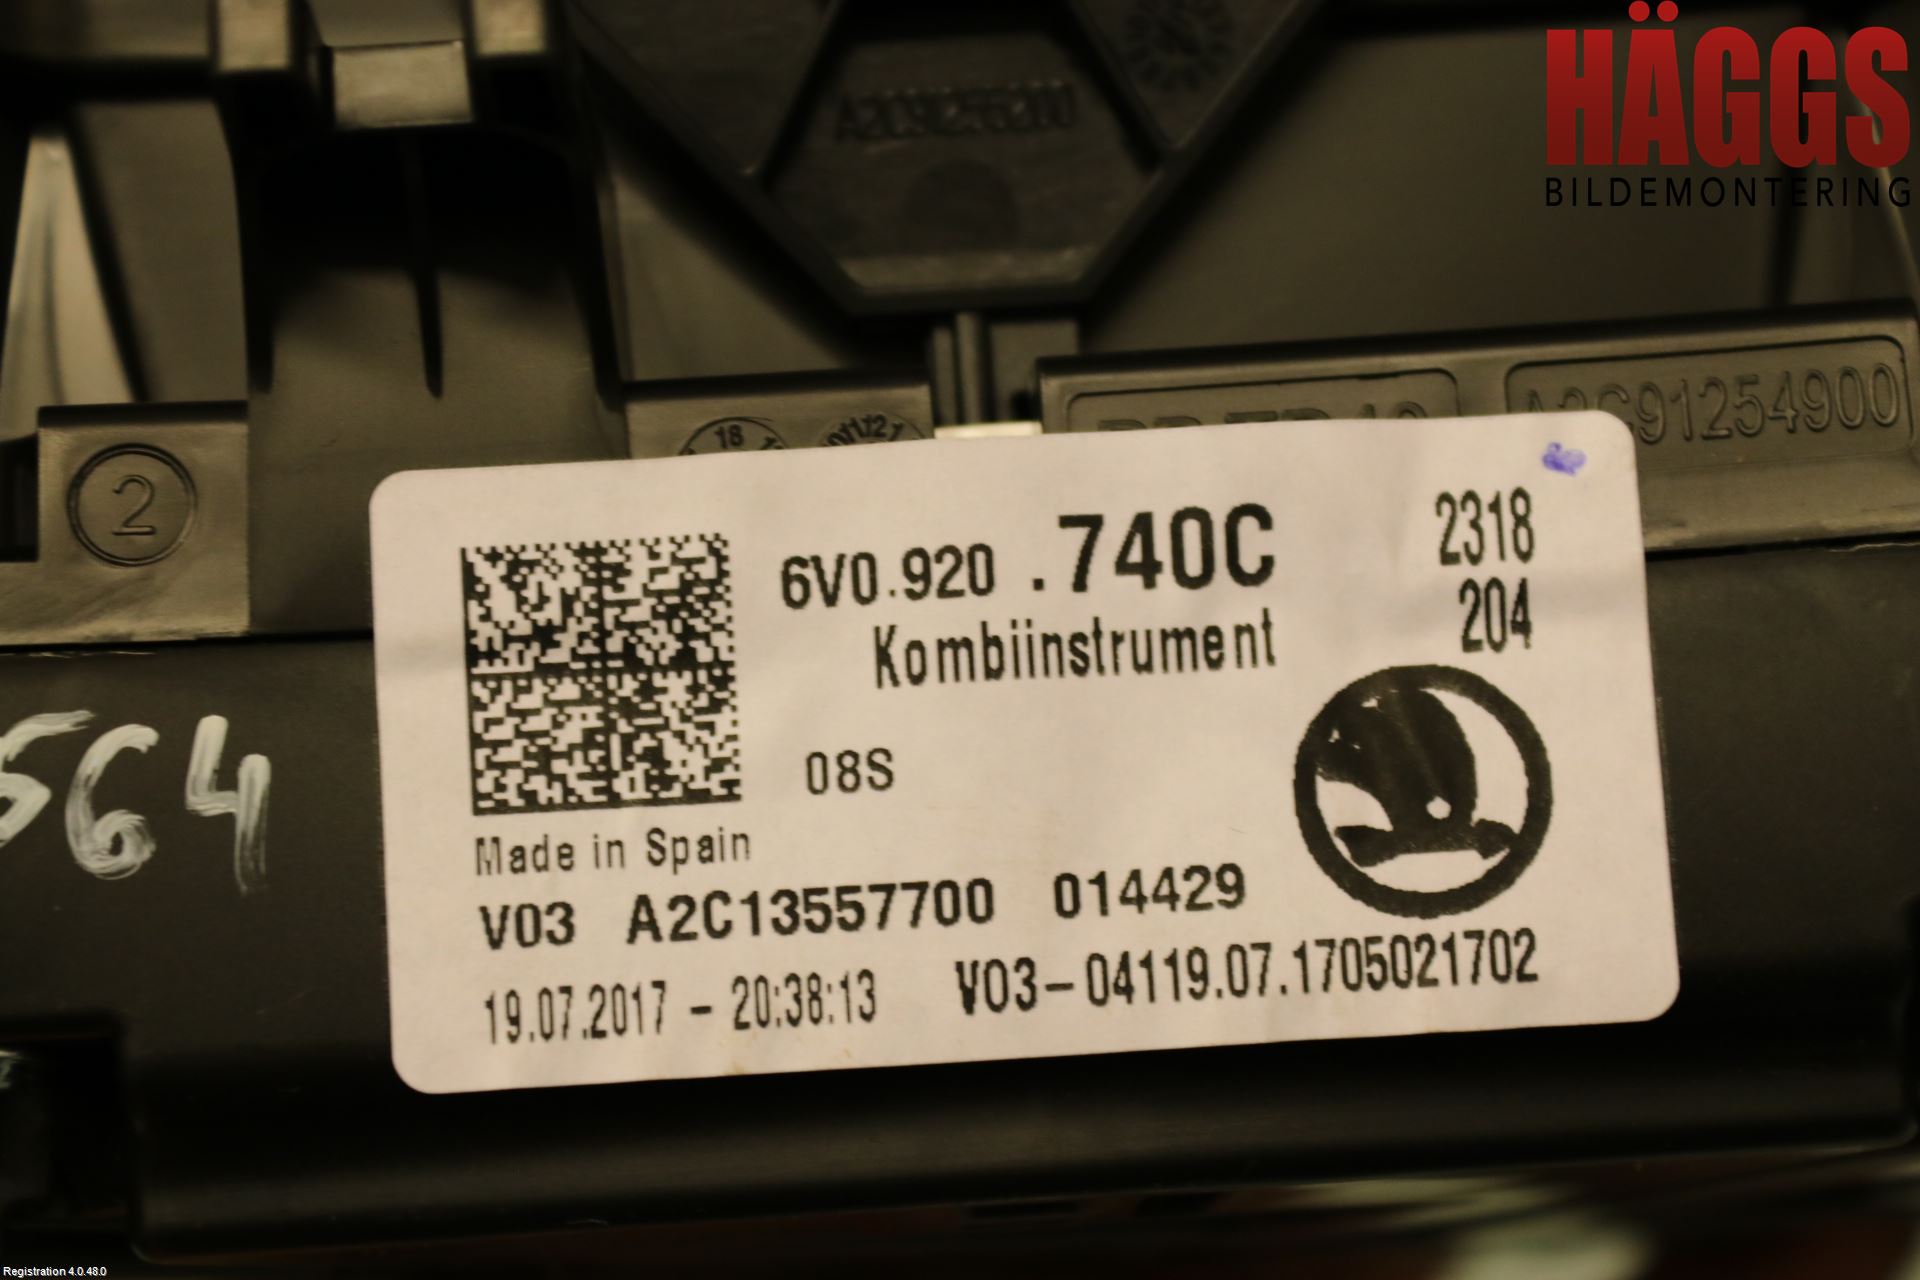 HÄGGS
BILDEMONTERING
18
2
A2C91254900
6V0.920 .740C 2318
Kombiinstrument 204
08S
Made in Spain
V03 A2C13557700 014429
19.07.2017 - 20:38:13 V03-04119.07.1705021702
564
Registration 4.0.48.0